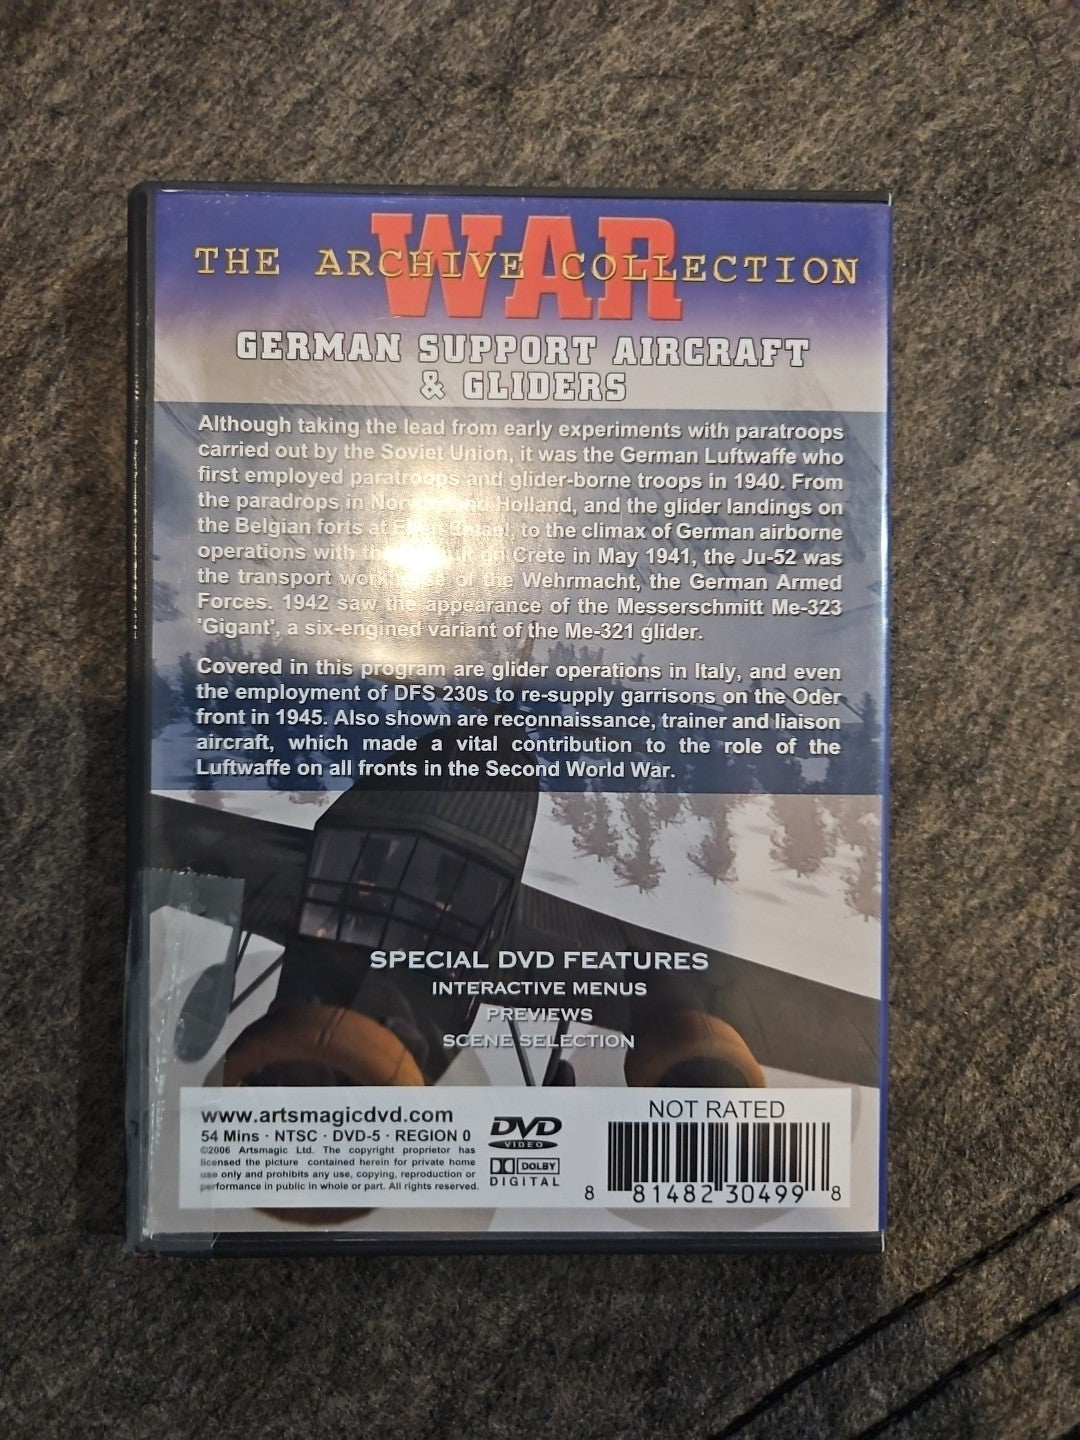 WAR
THE ARCHIVE COLLECTION
GERMAN SUPPORT AIRCRAFT
& GLIDERS
Although taking the lead from early experiments with paratroops
carried out by the Soviet Union, it was the German Luftwaffe who
first employed paratroops and glider-borne troops in 1940. From
the paradrops in and Holland, and the glider landings on
the Belgian forts at to the climax of German airborne
operations with on Crete in May 1941, the Ju-52 was
the transport of the Wehrmacht, the German Armed
Forces. 1942 saw the appearance of the Messerschmitt Me-323
'Gigant', a six-engined variant of the Me-321 glider.
Covered in this program are glider operations in Italy, and even
the employment of DFS 230s to re-supply garrisons on the Oder
front in 1945. Also shown are reconnaissance, trainer and liaison
aircraft, which made a vital contribution to the role of the
Luftwaffe on all fronts in the Second World War.
SPECIAL DVD FEATURES
INTERACTIVE MENUS
PREVIEWS
SCENE SELECTION
www.artsmagicdvd.com
54 Mins · NTSC · DVD-5 · REGION 0
©2006 Artsmagic Ltd. The copyright proprietor has
licensed the picture contained herein for private home
use only and prohibits any use, copying, reproduction or
performance in public in whole or part. All rights reserved.
DVD
VIDEO
DOLBY
DIGITAL
NOT RATED
8 81482 30499 8